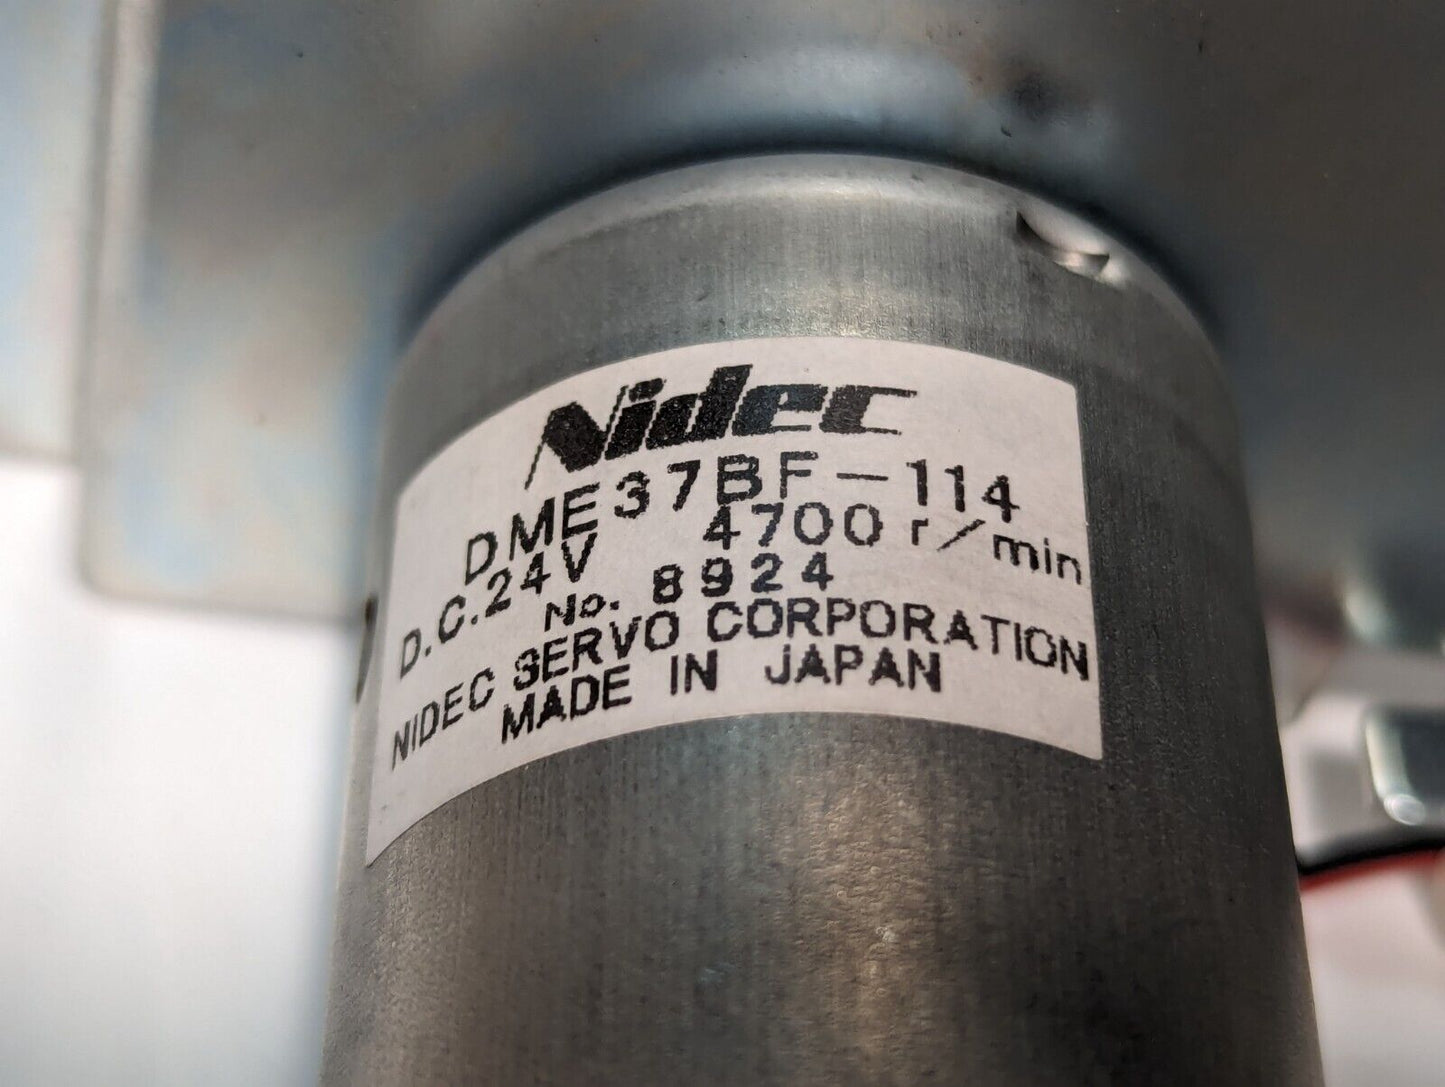 Nidec
DME37BF-114
D.C.24V 4700 r/min
No. 8924
NIDEC SERVO CORPORATION
MADE IN JAPAN